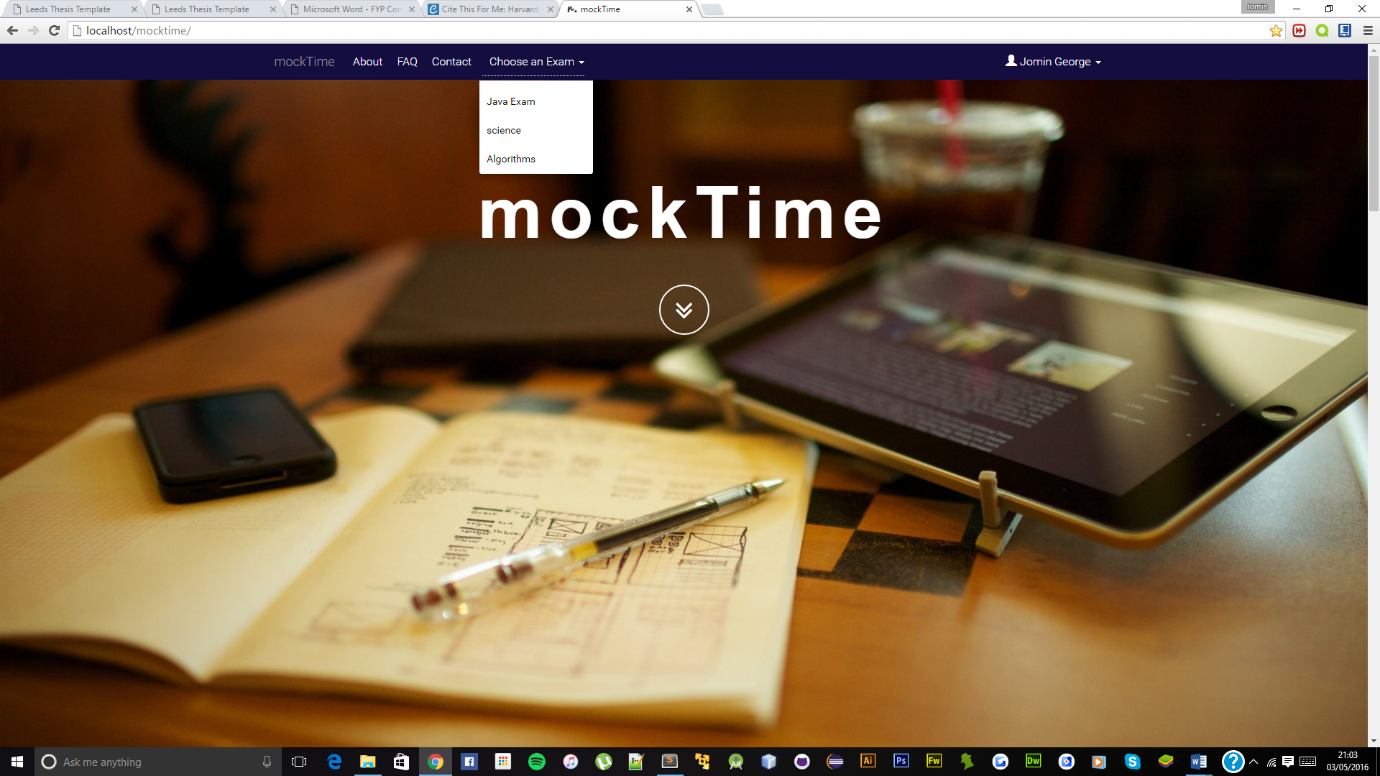 Leeds Thesis Template
Leeds Thesis Template
Microsoft Word - FYP Cor
Cite This For Me: Harvard
mockTime
Jomin
localhost/mocktime/
mockTime About FAQ Contact Choose an Exam Jomin George
Java Exam
science
Algorithms
mockTime
Ask me anything
21:03
03/05/2016